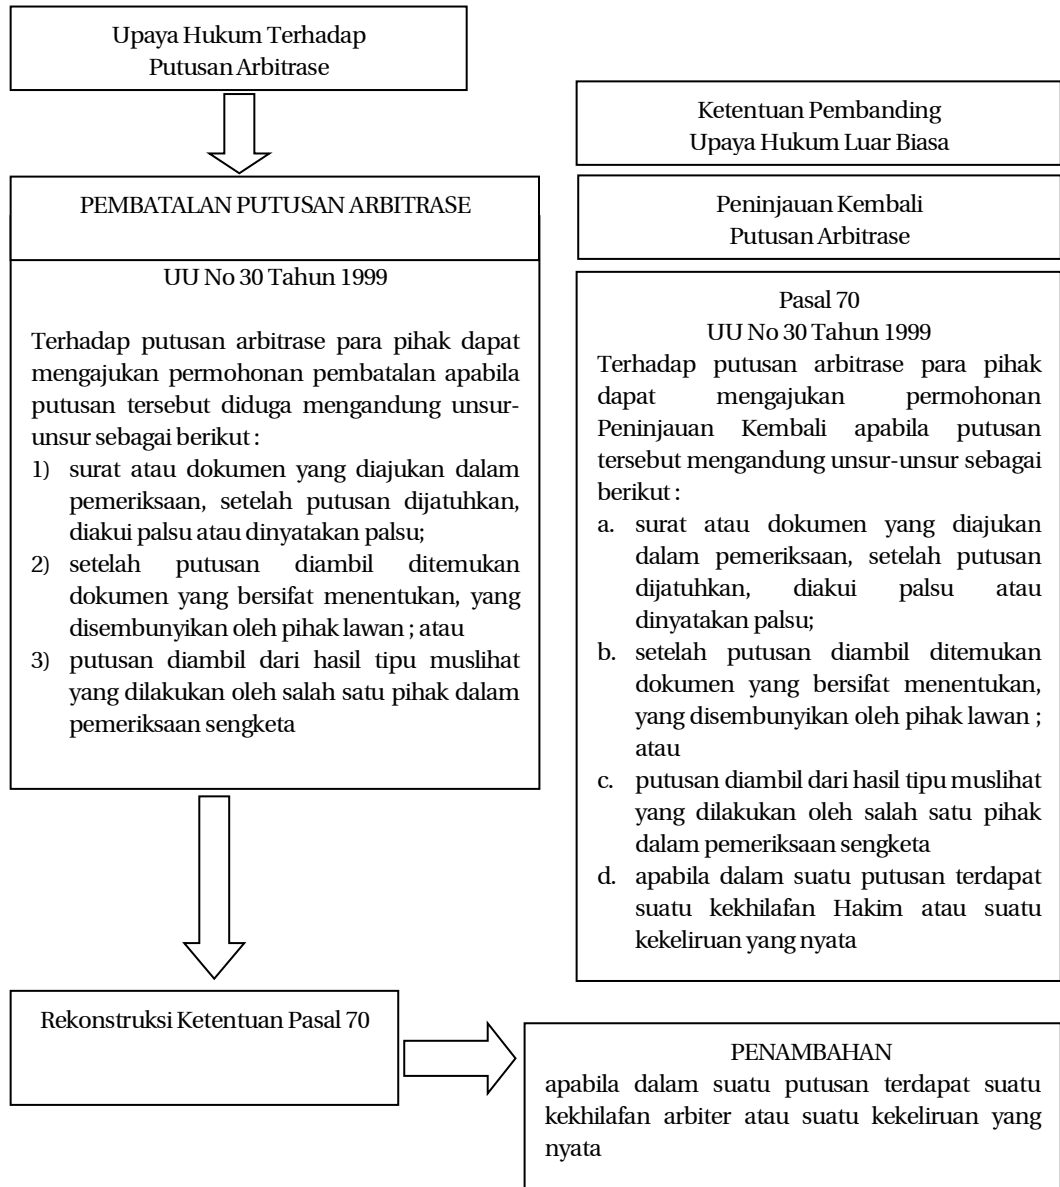 Upaya Hukum Terhadap
Putusan Arbitrase
PEMBATALAN PUTUSAN ARBITRASE
UU No 30 Tahun 1999
Terhadap putusan arbitrase para pihak dapat
mengajukan permohonan pembatalan apabila
putusan tersebut diduga mengandung unsur-
unsur sebagai berikut :
1) surat atau dokumen yang diajukan dalam
pemeriksaan, setelah putusan dijatuhkan,
diakui palsu atau dinyatakan palsu;
2) setelah putusan diambil ditemukan
dokumen yang bersifat menentukan, yang
disembunyikan oleh pihak lawan ; atau
3) putusan diambil dari hasil tipu muslihat
yang dilakukan oleh salah satu pihak dalam
pemeriksaan sengketa
Ketentuan Pembanding
Upaya Hukum Luar Biasa
Peninjauan Kembali
Putusan Arbitrase
Pasal 70
UU No 30 Tahun 1999
Terhadap putusan arbitrase para pihak
dapat mengajukan permohonan
Peninjauan Kembali apabila putusan
tersebut mengandung unsur-unsur sebagai
berikut :
a. surat atau dokumen yang diajukan
dalam pemeriksaan, setelah putusan
dijatuhkan, diakui palsu atau
dinyatakan palsu;
b. setelah putusan diambil ditemukan
dokumen yang bersifat menentukan,
yang disembunyikan oleh pihak lawan ;
atau
c. putusan diambil dari hasil tipu muslihat
yang dilakukan oleh salah satu pihak
dalam pemeriksaan sengketa
d. apabila dalam suatu putusan terdapat
suatu kekhilafan Hakim atau suatu
kekeliruan yang nyata
Rekonstruksi Ketentuan Pasal 70
PENAMBAHAN
apabila dalam suatu putusan terdapat suatu
kekhilafan arbiter atau suatu kekeliruan yang
nyata